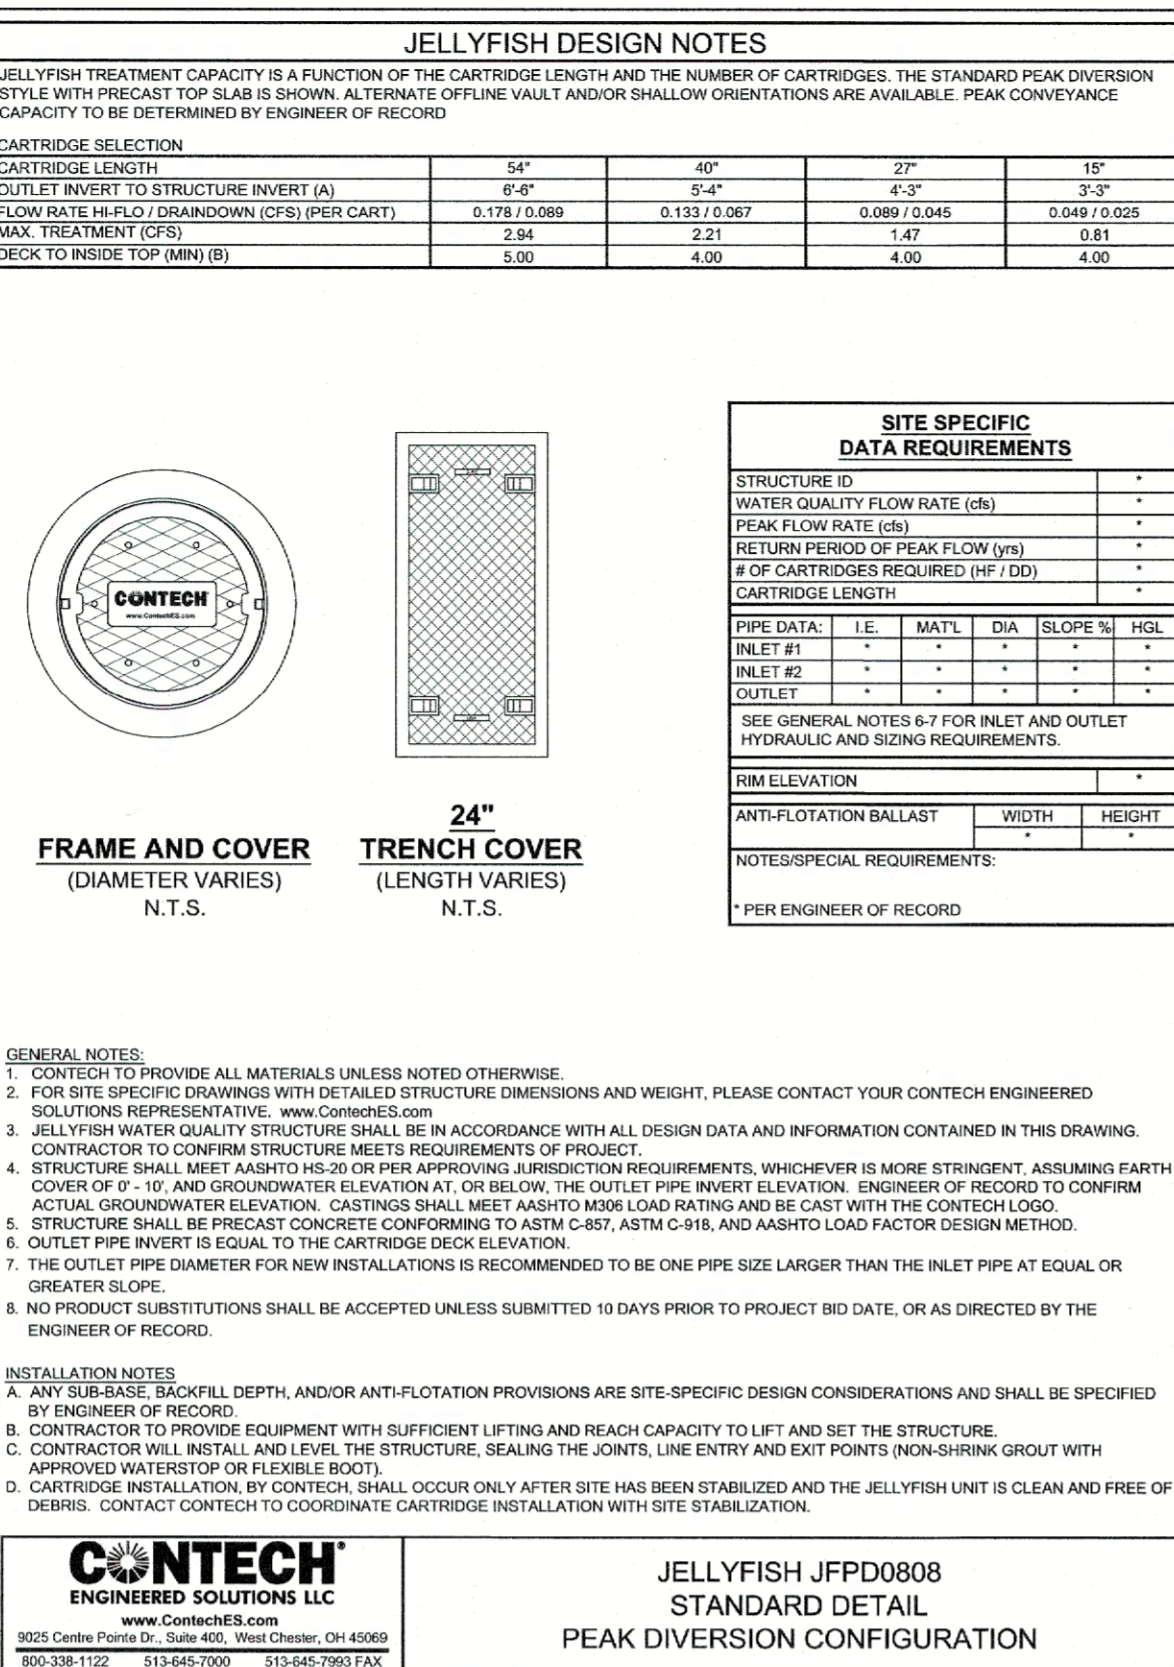 JELLYFISH DESIGN NOTES
JELLYFISH TREATMENT CAPACITY IS A FUNCTION OF THE CARTRIDGE LENGTH AND THE NUMBER OF CARTRIDGES. THE STANDARD PEAK DIVERSION
STYLE WITH PRECAST TOP SLAB IS SHOWN. ALTERNATE OFFLINE VAULT AND/OR SHALLOW ORIENTATIONS ARE AVAILABLE. PEAK CONVEYANCE
CAPACITY TO BE DETERMINED BY ENGINEER OF RECORD
CARTRIDGE SELECTION
CARTRIDGE LENGTH 54" 40" 27" 15"
OUTLET INVERT TO STRUCTURE INVERT (A) 6'-6" 5'-4" 4'-3" 3'-3"
FLOW RATE HI-FLO / DRAINDOWN (CFS) (PER CART) 0.178 / 0.089 0.133 / 0.067 0.089 / 0.045 0.049 / 0.025
MAX. TREATMENT (CFS) 2.94 2.21 1.47 0.81
DECK TO INSIDE TOP (MIN) (B) 5.00 4.00 4.00 4.00
CONTECH
www.ContechES.com
FRAME AND COVER
(DIAMETER VARIES)
N.T.S.
24"
TRENCH COVER
(LENGTH VARIES)
N.T.S.
SITE SPECIFIC
DATA REQUIREMENTS
STRUCTURE ID *
WATER QUALITY FLOW RATE (cfs) *
PEAK FLOW RATE (cfs) *
RETURN PERIOD OF PEAK FLOW (yrs) *
# OF CARTRIDGES REQUIRED (HF / DD) *
CARTRIDGE LENGTH *
PIPE DATA: I.E. MAT'L DIA SLOPE % HGL
INLET #1 * * * * *
INLET #2 * * * * *
OUTLET * * * * *
SEE GENERAL NOTES 6-7 FOR INLET AND OUTLET
HYDRAULIC AND SIZING REQUIREMENTS.
RIM ELEVATION *
ANTI-FLOTATION BALLAST WIDTH HEIGHT
* *
NOTES/SPECIAL REQUIREMENTS:
* PER ENGINEER OF RECORD
GENERAL NOTES:
1. CONTECH TO PROVIDE ALL MATERIALS UNLESS NOTED OTHERWISE.
2. FOR SITE SPECIFIC DRAWINGS WITH DETAILED STRUCTURE DIMENSIONS AND WEIGHT, PLEASE CONTACT YOUR CONTECH ENGINEERED
SOLUTIONS REPRESENTATIVE. www.ContechES.com
3. JELLYFISH WATER QUALITY STRUCTURE SHALL BE IN ACCORDANCE WITH ALL DESIGN DATA AND INFORMATION CONTAINED IN THIS DRAWING.
CONTRACTOR TO CONFIRM STRUCTURE MEETS REQUIREMENTS OF PROJECT.
4. STRUCTURE SHALL MEET AASHTO HS-20 OR PER APPROVING JURISDICTION REQUIREMENTS, WHICHEVER IS MORE STRINGENT, ASSUMING EARTH
COVER OF 0' - 10', AND GROUNDWATER ELEVATION AT, OR BELOW, THE OUTLET PIPE INVERT ELEVATION. ENGINEER OF RECORD TO CONFIRM
ACTUAL GROUNDWATER ELEVATION. CASTINGS SHALL MEET AASHTO M306 LOAD RATING AND BE CAST WITH THE CONTECH LOGO.
5. STRUCTURE SHALL BE PRECAST CONCRETE CONFORMING TO ASTM C-857, ASTM C-918, AND AASHTO LOAD FACTOR DESIGN METHOD.
6. OUTLET PIPE INVERT IS EQUAL TO THE CARTRIDGE DECK ELEVATION.
7. THE OUTLET PIPE DIAMETER FOR NEW INSTALLATIONS IS RECOMMENDED TO BE ONE PIPE SIZE LARGER THAN THE INLET PIPE AT EQUAL OR
GREATER SLOPE.
8. NO PRODUCT SUBSTITUTIONS SHALL BE ACCEPTED UNLESS SUBMITTED 10 DAYS PRIOR TO PROJECT BID DATE, OR AS DIRECTED BY THE
ENGINEER OF RECORD.
INSTALLATION NOTES
A. ANY SUB-BASE, BACKFILL DEPTH, AND/OR ANTI-FLOTATION PROVISIONS ARE SITE-SPECIFIC DESIGN CONSIDERATIONS AND SHALL BE SPECIFIED
BY ENGINEER OF RECORD.
B. CONTRACTOR TO PROVIDE EQUIPMENT WITH SUFFICIENT LIFTING AND REACH CAPACITY TO LIFT AND SET THE STRUCTURE.
C. CONTRACTOR WILL INSTALL AND LEVEL THE STRUCTURE, SEALING THE JOINTS, LINE ENTRY AND EXIT POINTS (NON-SHRINK GROUT WITH
APPROVED WATERSTOP OR FLEXIBLE BOOT).
D. CARTRIDGE INSTALLATION, BY CONTECH, SHALL OCCUR ONLY AFTER SITE HAS BEEN STABILIZED AND THE JELLYFISH UNIT IS CLEAN AND FREE OF
DEBRIS. CONTACT CONTECH TO COORDINATE CARTRIDGE INSTALLATION WITH SITE STABILIZATION.
CONTECH®
ENGINEERED SOLUTIONS LLC
www.ContechES.com
9025 Centre Pointe Dr., Suite 400, West Chester, OH 45069
800-338-1122 513-645-7000 513-645-7993 FAX
JELLYFISH JFPD0808
STANDARD DETAIL
PEAK DIVERSION CONFIGURATION